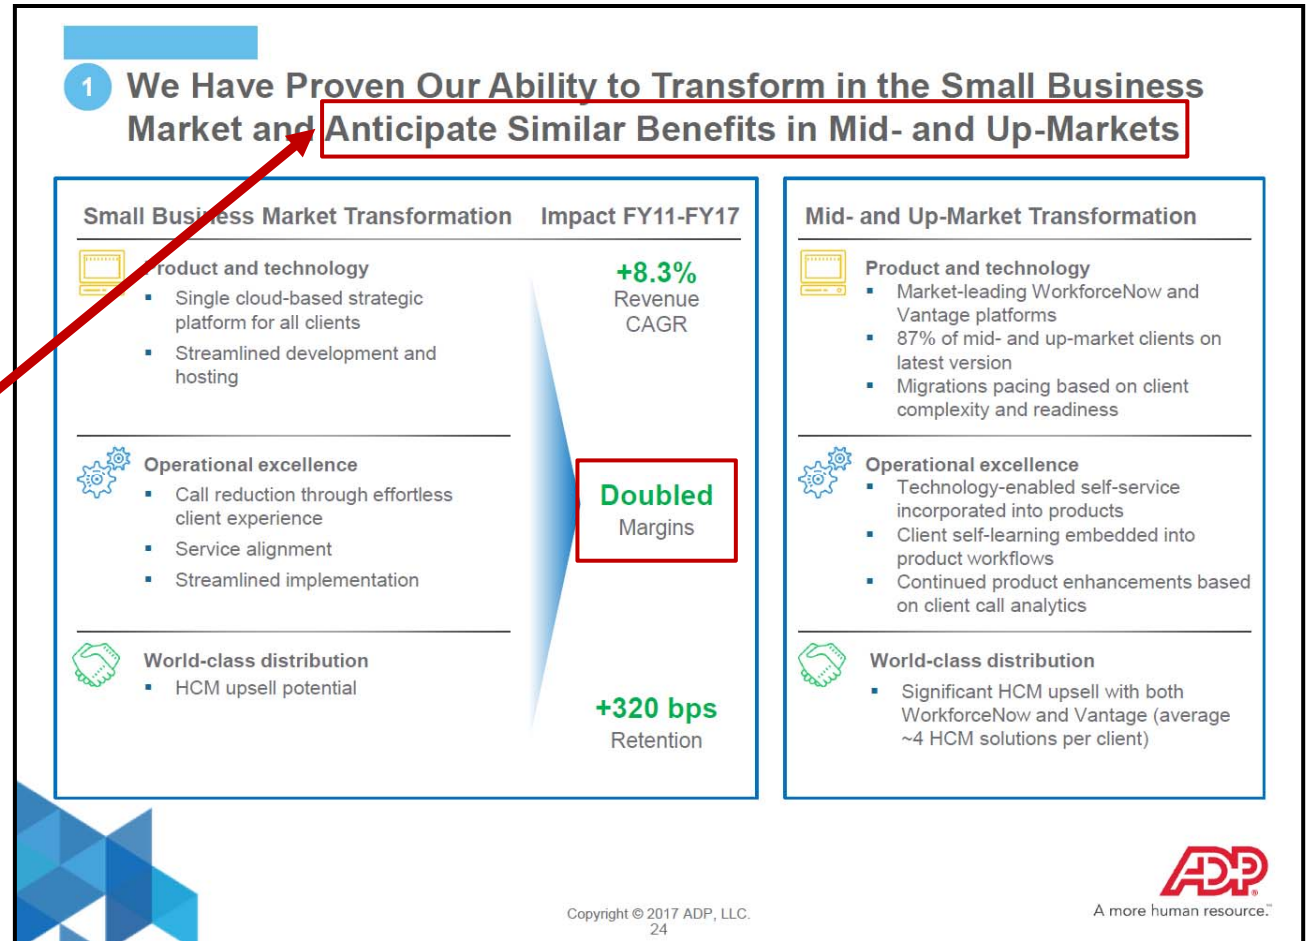 1 We Have Proven Our Ability to Transform in the Small Business
Market and Anticipate Similar Benefits in Mid- and Up-Markets
Small Business Market Transformation
Impact FY11-FY17
Product and technology
▪ Single cloud-based strategic
platform for all clients
▪ Streamlined development and
hosting
+8.3%
Revenue
CAGR
Operational excellence
▪ Call reduction through effortless
client experience
▪ Service alignment
▪ Streamlined implementation
Doubled
Margins
World-class distribution
▪ HCM upsell potential
+320 bps
Retention
Mid- and Up-Market Transformation
Product and technology
▪ Market-leading WorkforceNow and
Vantage platforms
▪ 87% of mid- and up-market clients on
latest version
▪ Migrations pacing based on client
complexity and readiness
Operational excellence
▪ Technology-enabled self-service
incorporated into products
▪ Client self-learning embedded into
product workflows
▪ Continued product enhancements based
on client call analytics
World-class distribution
▪ Significant HCM upsell with both
WorkforceNow and Vantage (average
~4 HCM solutions per client)
ADP
A more human resource.™
Copyright © 2017 ADP, LLC.
24